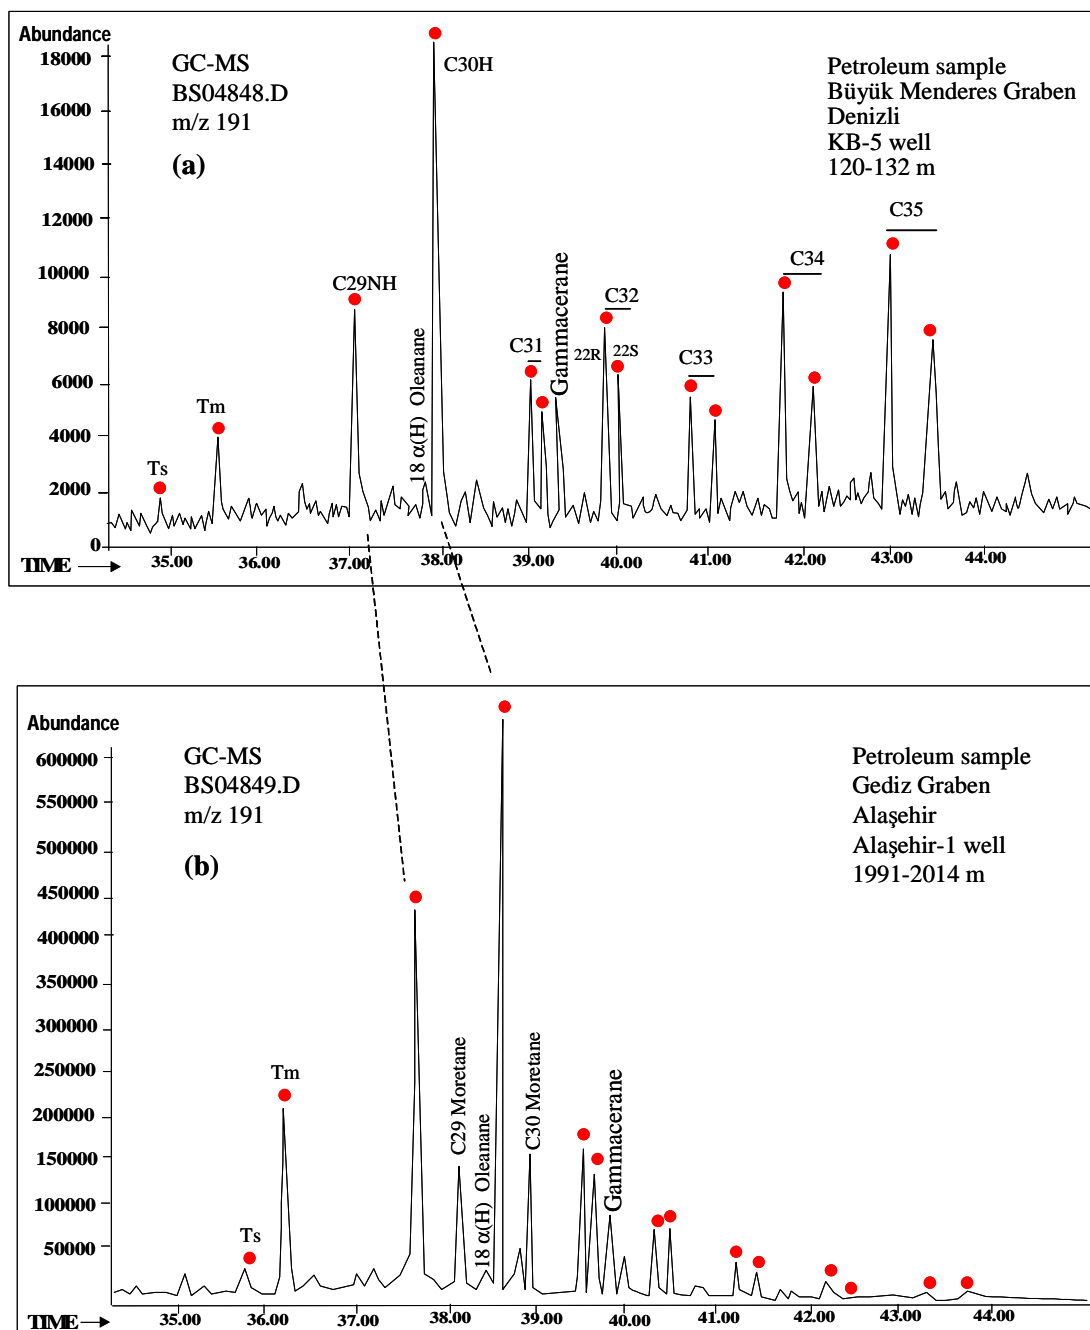 Abundance
18000
16000
14000
12000
10000
8000
6000
4000
2000
0
GC-MS
BS04848.D
m/z 191
(a)
Petroleum sample
Büyük Menderes Graben
Denizli
KB-5 well
120-132 m
Ts
Tm
C29NH
18 α(H) Oleanane
C30H
C31
Gammacerane
C32
22R
22S
C33
C34
C35
TIME
35.00 36.00 37.00 38.00 39.00 40.00 41.00 42.00 43.00 44.00
Abundance
600000
550000
500000
450000
400000
350000
300000
250000
200000
150000
100000
50000
GC-MS
BS04849.D
m/z 191
(b)
Petroleum sample
Gediz Graben
Alaşehir
Alaşehir-1 well
1991-2014 m
Ts
Tm
C29 Moretane
18 α(H) Oleanane
C30 Moretane
Gammacerane
TIME
35.00 36.00 37.00 38.00 39.00 40.00 41.00 42.00 43.00 44.00